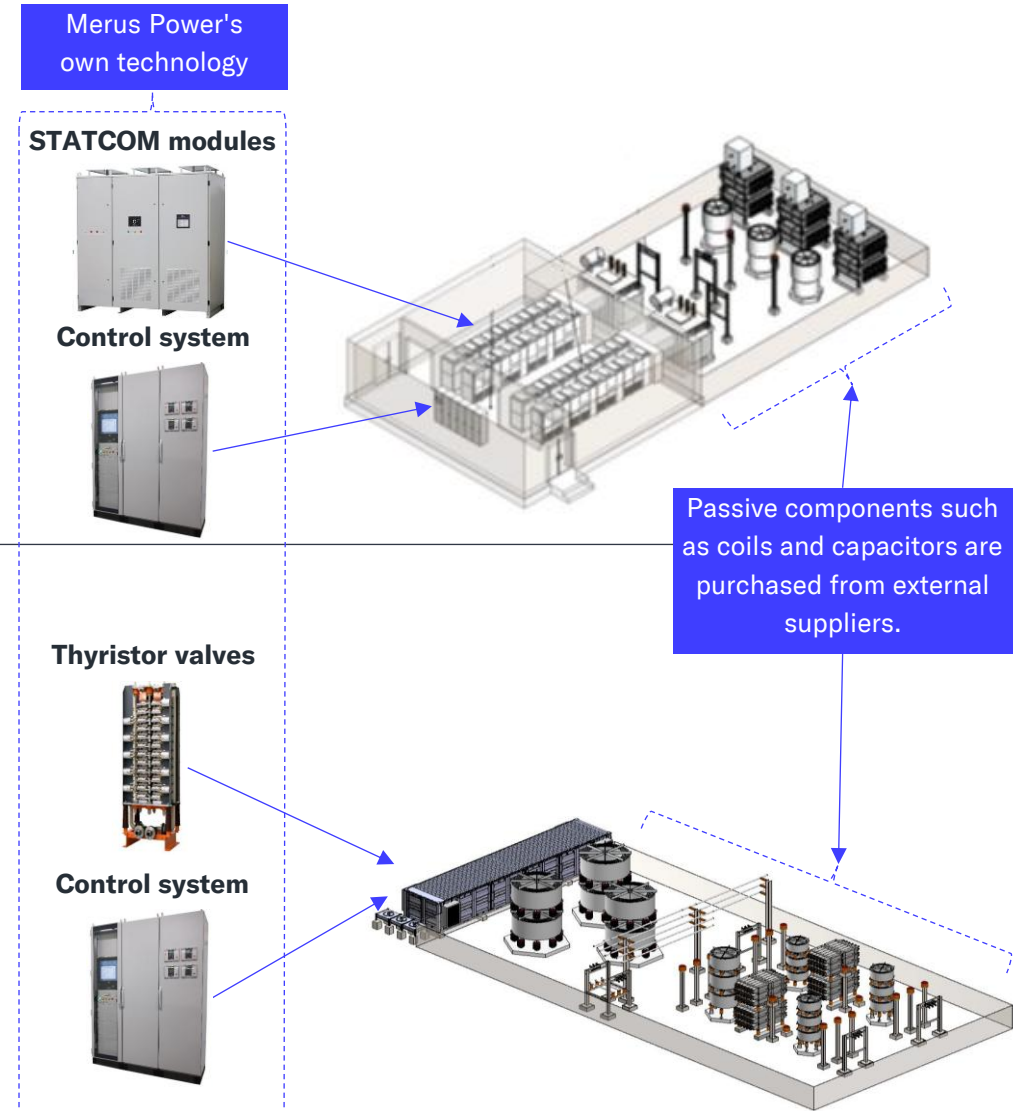 Merus Power's
own technology
STATCOM modules
Control system
Passive components such
as coils and capacitors are
purchased from external
suppliers.
Thyristor valves
Control system